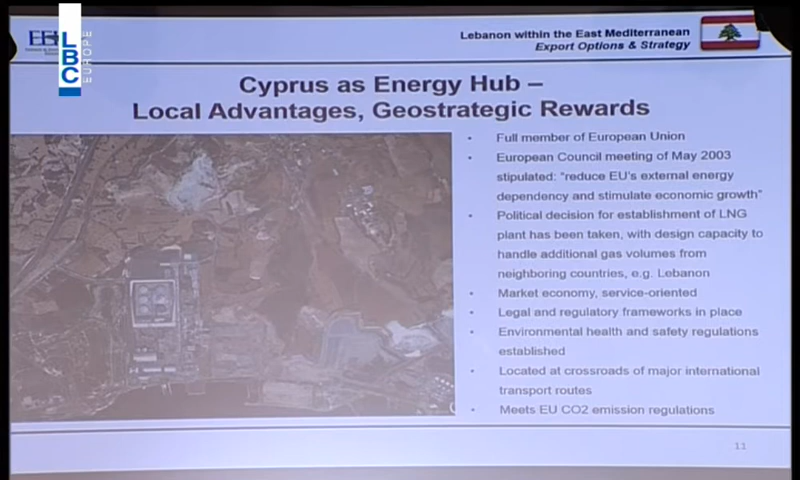 LBC
EUROPE
Lebanon within the East Mediterranean
Export Options & Strategy
Cyprus as Energy Hub –
Local Advantages, Geostrategic Rewards
• Full member of European Union
• European Council meeting of May 2003
stipulated: "reduce EU's external energy
dependency and stimulate economic growth"
• Political decision for establishment of LNG
plant has been taken, with design capacity to
handle additional gas volumes from
neighboring countries, e.g. Lebanon
• Market economy, service-oriented
• Legal and regulatory frameworks in place
• Environmental health and safety regulations
established
• Located at crossroads of major international
transport routes
• Meets EU CO2 emission regulations
11